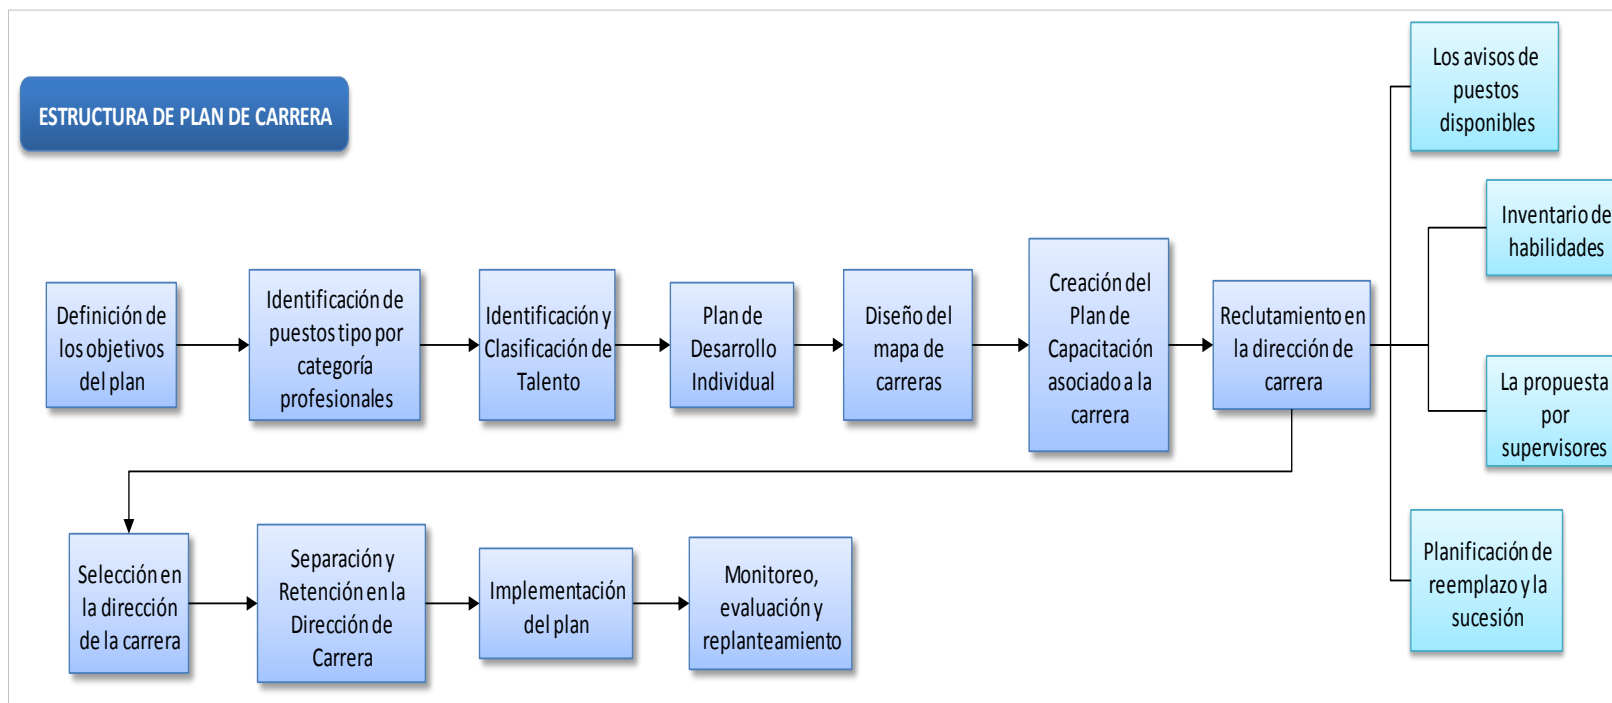 ESTRUCTURA DE PLAN DE CARRERA
Definición de
los objetivos
del plan
Identificación de
puestos tipo por
categoría
profesionales
Identificación y
Clasificación de
Talento
Plan de
Desarrollo
Individual
Diseño del
mapa de
carreras
Creación del
Plan de
Capacitación
asociado a la
carrera
Reclutamiento en
la dirección de
carrera
Los avisos de
puestos
disponibles
Inventario de
habilidades
La propuesta
por
supervisores
Planificación de
reemplazo y la
sucesión
Selección en
la dirección
de la carrera
Separación y
Retención en la
Dirección de
Carrera
Implementación
del plan
Monitoreo,
evaluación y
replanteamiento